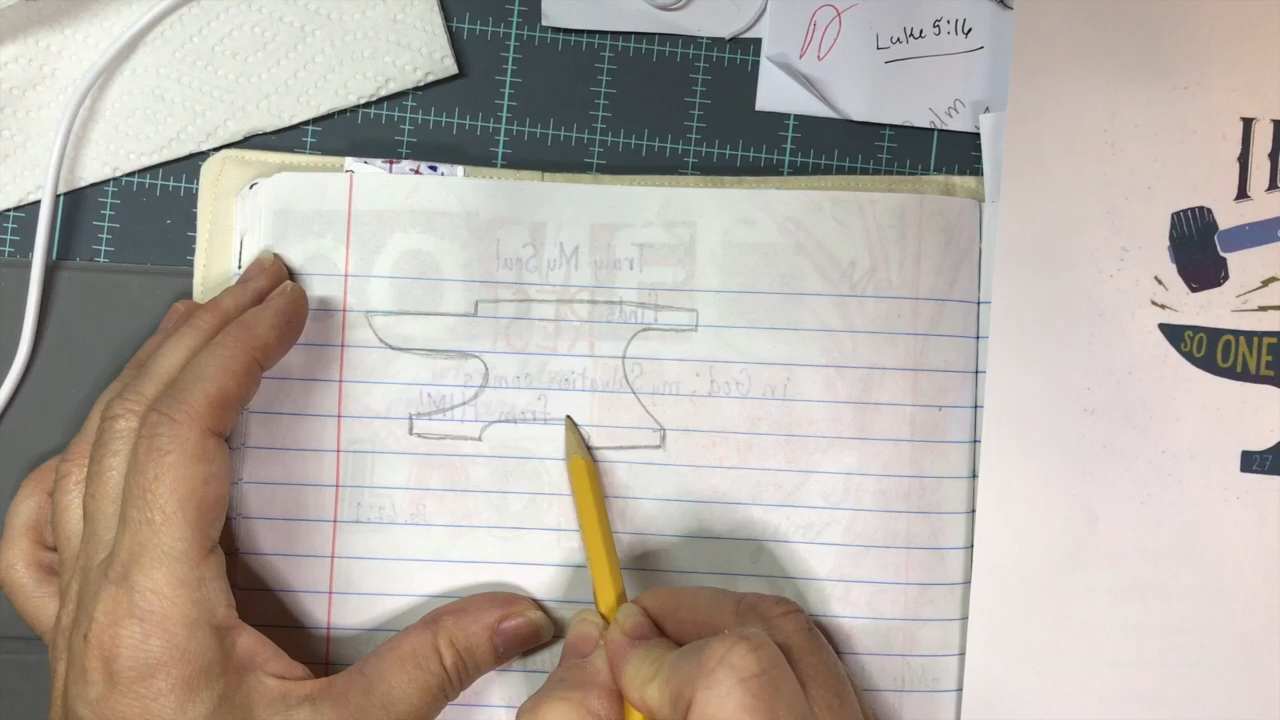 Luke 5:16
Truly My Soul
Finds
REST
in God; my Salvation comes
from HIM!
Ps. 62:1
SO ONE
27